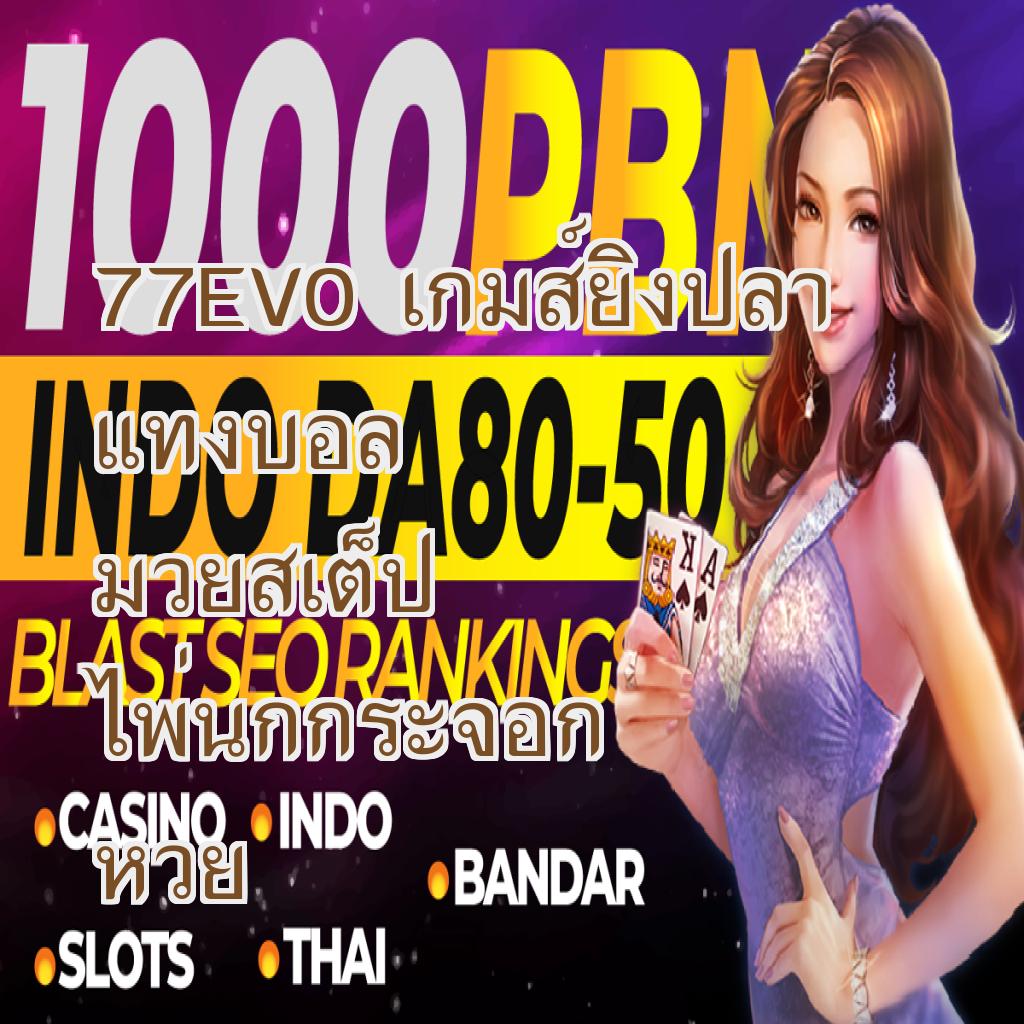 1000PBN
77EVO เกมส์ยิงปลา
INDO DA80-50
แทงบอล
มวยสเต็ป
BLAST SEO RANKINGS
ไพ่นกกระจอก
CASINO
INDO
หวย
BANDAR
SLOTS
THAI
K A